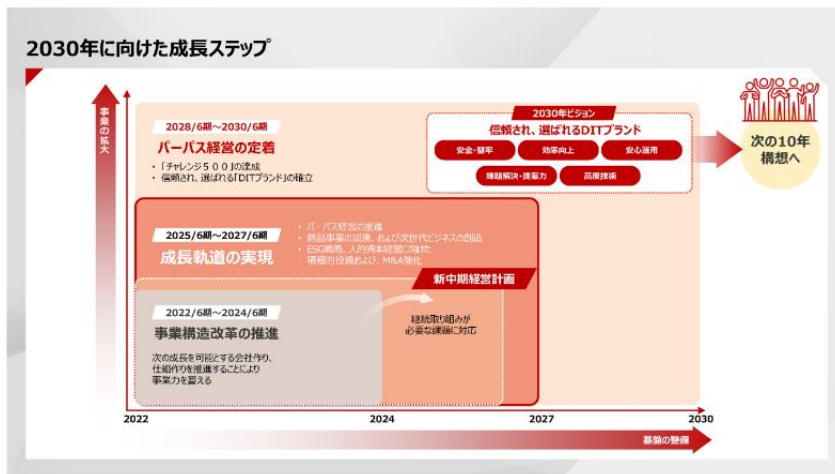 2030年に向けた成長ステップ
事業の拡大
2028/6期～2030/6期
パーパス経営の定着
・「チャレンジ５００」の達成
・信頼され、選ばれる「DITブランド」の確立
2030年ビジョン
信頼され、選ばれるDITブランド
安全・堅牢
効率向上
安心運用
課題解決・提案力
高度技術
次の10年
構想へ
2025/6期～2027/6期
成長軌道の実現
・パーパス経営の推進
・商品事業の加速、および次世代ビジネスの創造
・ESG戦略、人的資本経営に向けた
積極的投資および、M&A強化
新中期経営計画
2022/6期～2024/6期
事業構造改革の推進
次の成長を可能とする会社作り、
仕組作りを推進することにより
事業力を蓄える
継続取り組みが
必要な課題に対応
2022
2024
2027
2030
基盤の整備